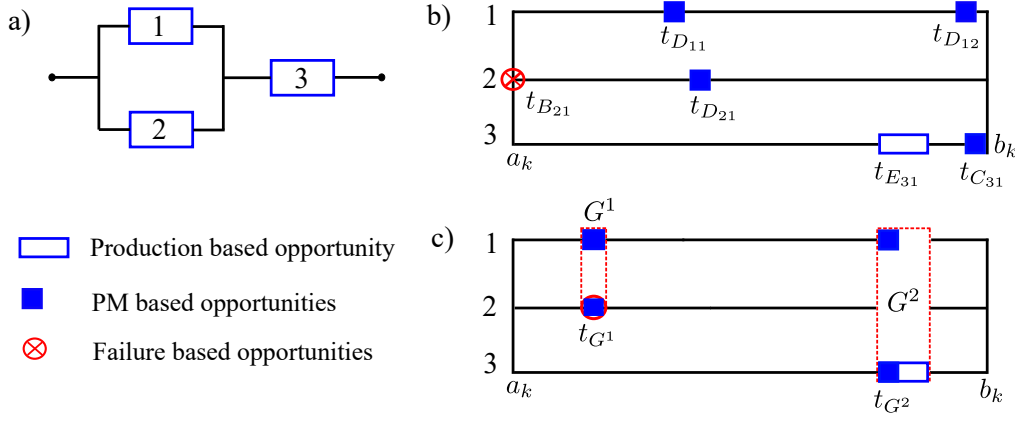 a)
1
2
3
Production based opportunity
PM based opportunities
Failure based opportunities
b)
1
t_{D_{11}}
t_{D_{12}}
2
t_{B_{21}}
t_{D_{21}}
3
a_k
b_k
t_{E_{31}}
t_{C_{31}}
c)
G^1
1
2
G^2
t_{G^1}
3
a_k
t_{G^2}
b_k